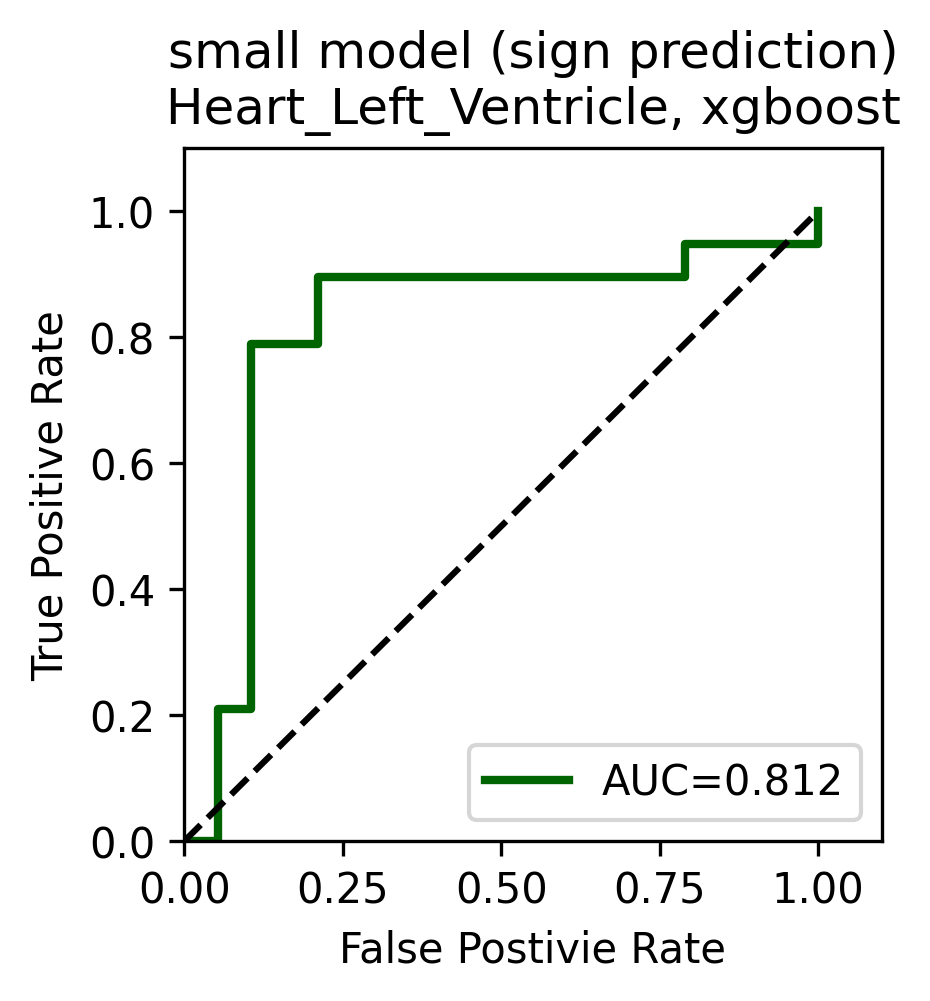 small model (sign prediction)
Heart_Left_Ventricle, xgboost
True Positive Rate
1.0
0.8
0.6
0.4
0.2
0.0
AUC=0.812
0.00 0.25 0.50 0.75 1.00
False Postivie Rate